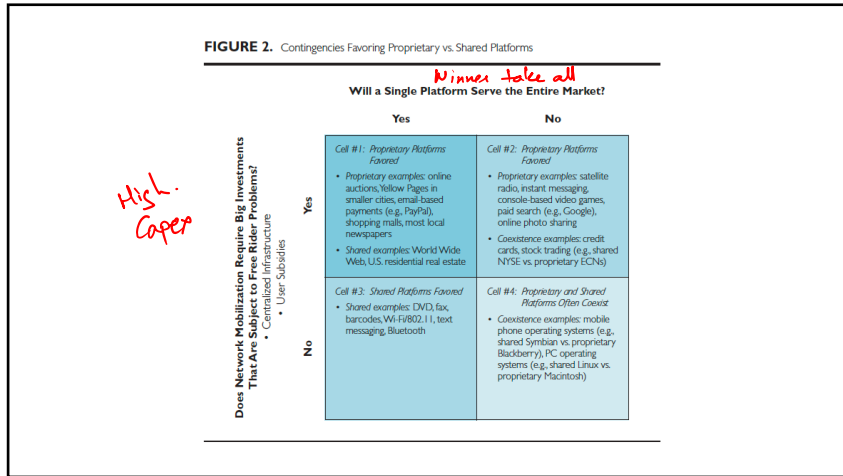 FIGURE 2. Contingencies Favoring Proprietary vs. Shared Platforms
Winner take all
Will a Single Platform Serve the Entire Market?
Yes
No
High.
Capex
Does Network Mobilization Require Big Investments
That Are Subject to Free Rider Problems?
• Centralized Infrastructure
• User Subsidies
Yes
Cell #1: Proprietary Platforms
Favored
• Proprietary examples: online
auctions, Yellow Pages in
smaller cities, email-based
payments (e.g., PayPal),
shopping malls, most local
newspapers
• Shared examples: World Wide
Web, U.S. residential real estate
Cell #2: Proprietary Platforms
Favored
• Proprietary examples: satellite
radio, instant messaging,
console-based video games,
paid search (e.g., Google),
online photo sharing
• Coexistence examples: credit
cards, stock trading (e.g., shared
NYSE vs. proprietary ECNs)
No
Cell #3: Shared Platforms Favored
• Shared examples: DVD, fax,
barcodes, Wi-Fi/802.11, text
messaging, Bluetooth
Cell #4: Proprietary and Shared
Platforms Often Coexist
• Coexistence examples: mobile
phone operating systems (e.g.,
shared Symbian vs. proprietary
Blackberry), PC operating
systems (e.g., shared Linux vs.
proprietary Macintosh)